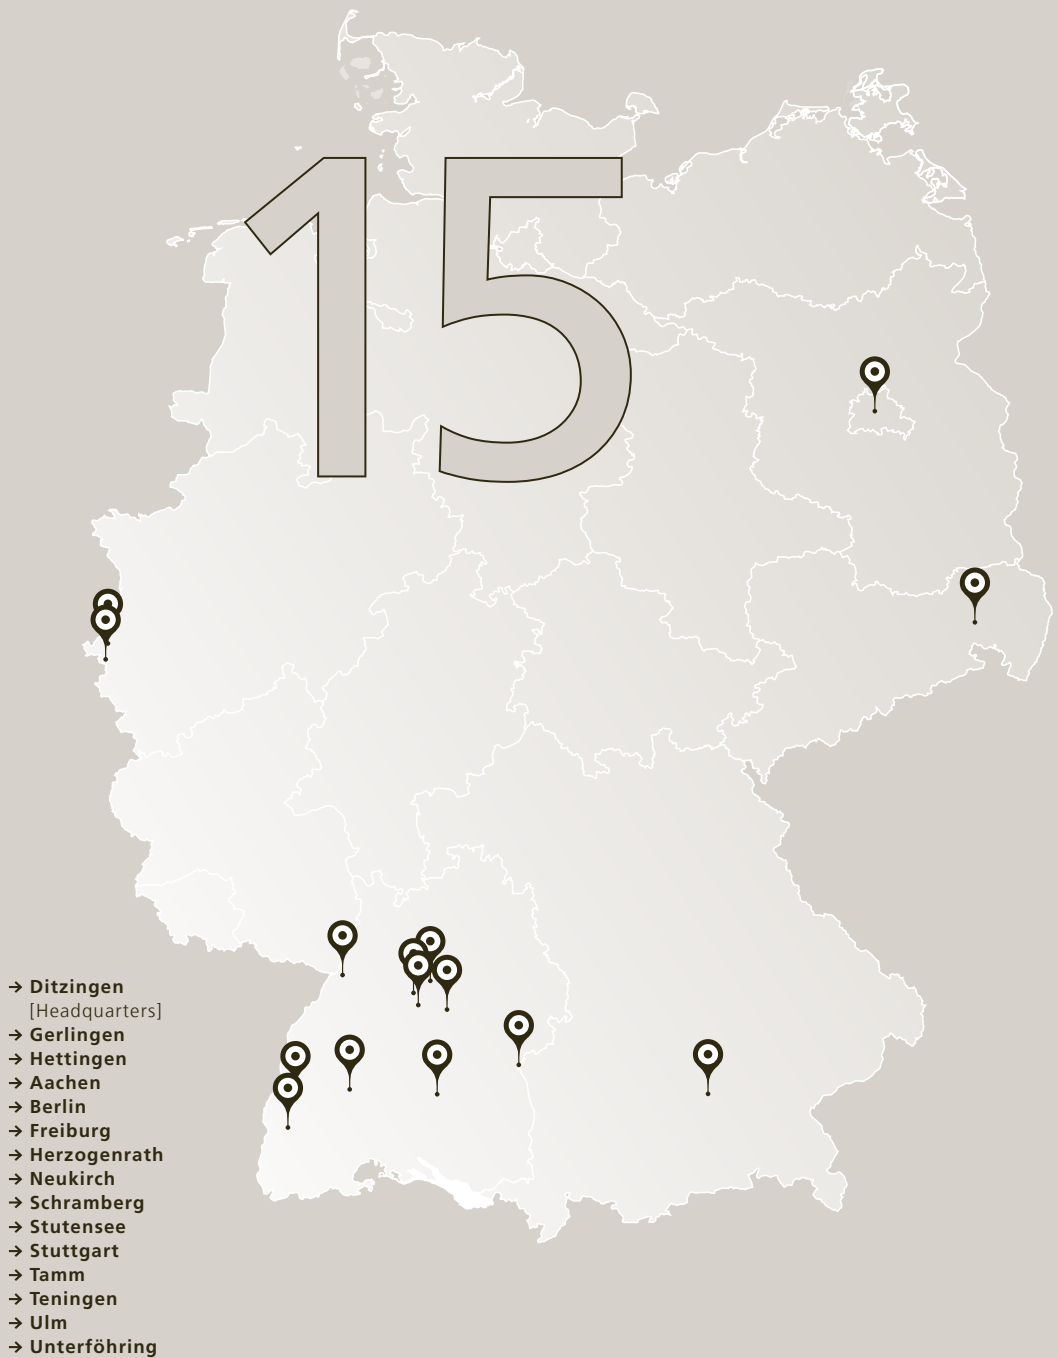 15
→ Ditzingen
[Headquarters]
→ Gerlingen
→ Hettingen
→ Aachen
→ Berlin
→ Freiburg
→ Herzogenrath
→ Neukirch
→ Schramberg
→ Stutensee
→ Stuttgart
→ Tamm
→ Teningen
→ Ulm
→ Unterföhring